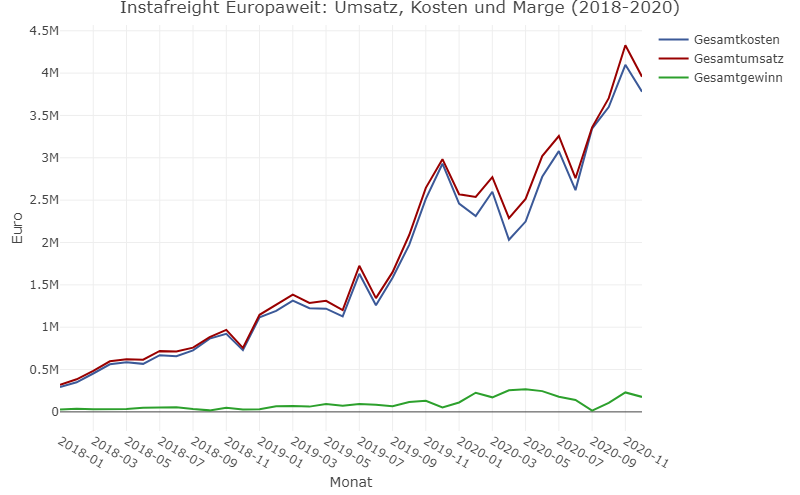 Instafreight Europaweit: Umsatz, Kosten und Marge (2018-2020)
Gesamtkosten
Gesamtumsatz
Gesamtgewinn
4.5M
4M
3.5M
3M
2.5M
2M
1.5M
1M
0.5M
0
Euro
2018-01
2018-03
2018-05
2018-07
2018-09
2018-11
2019-01
2019-03
2019-05
2019-07
2019-09
2019-11
2020-01
2020-03
2020-05
2020-07
2020-09
2020-11
Monat